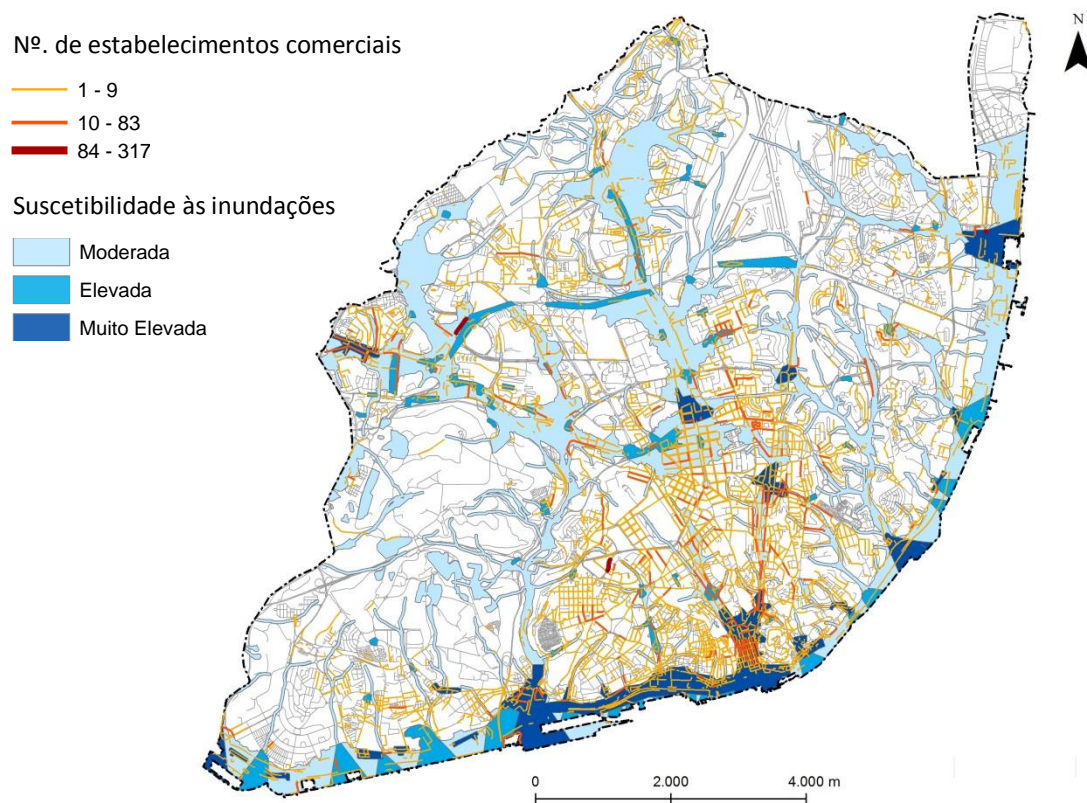 Nº. de estabelecimentos comerciais
1 - 9
10 - 83
84 - 317
Suscetibilidade às inundações
Moderada
Elevada
Muito Elevada
N
0 2.000 4.000 m